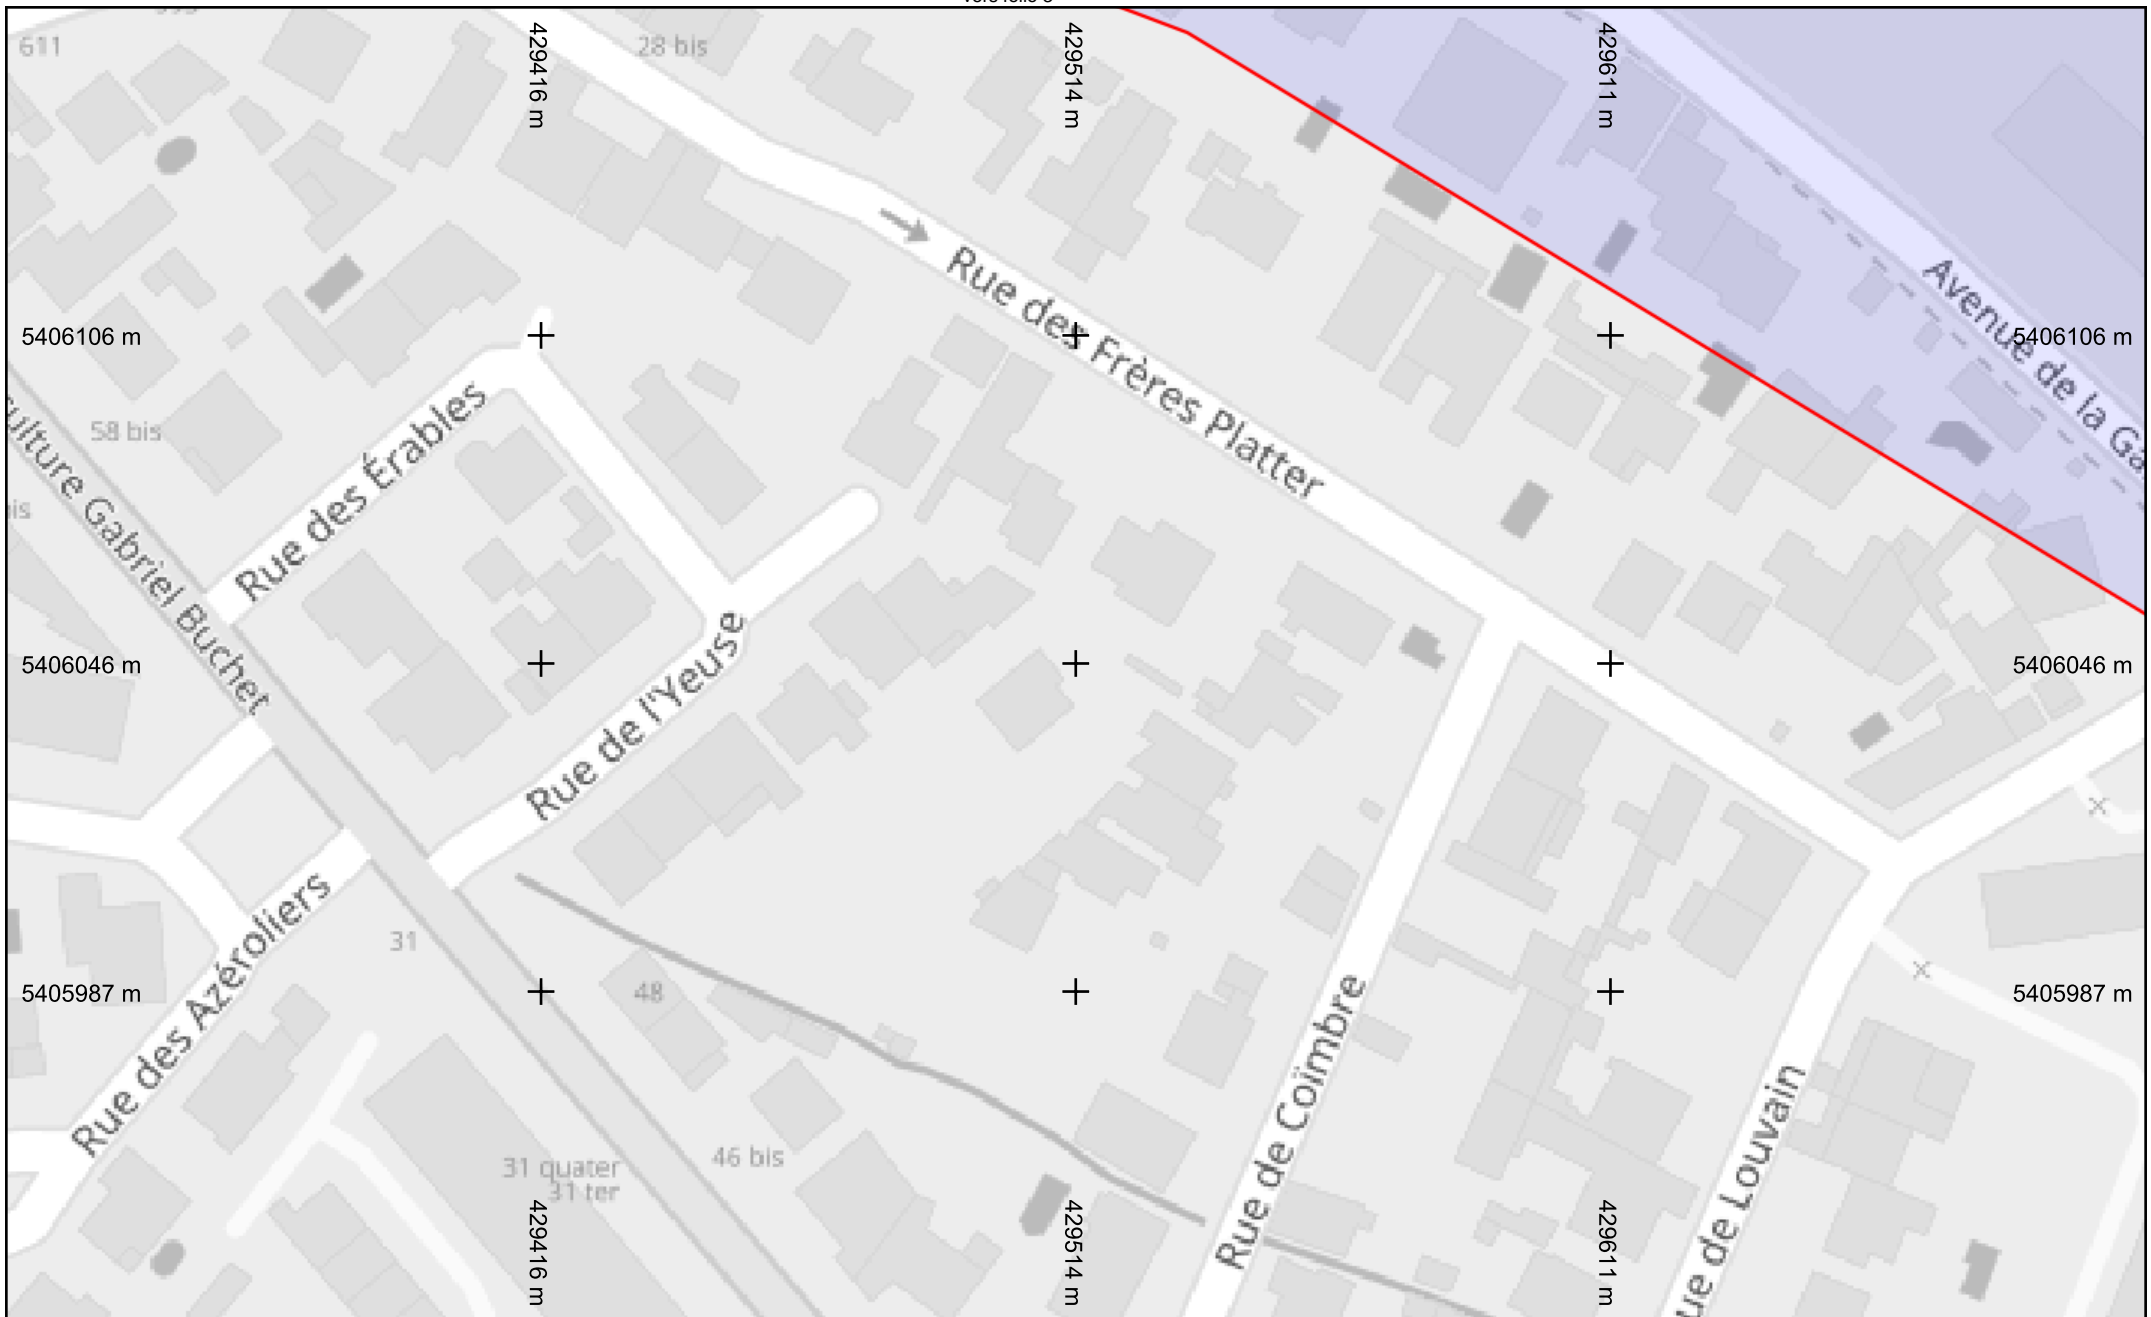 611
28 bis
429416 m
429514 m
429611 m
Rue des Frères Platter
Avenue de la Ga
5406106 m
5406106 m
58 bis
Rue des Érables
ulture Gabriel Buchet
is
5406046 m
5406046 m
Rue de l'Yeuse
Rue des Azéroliers
31
48
5405987 m
5405987 m
Rue de Coïmbre
ue de Louvain
46 bis
31 quater
31 ter
429416 m
429514 m
429611 m